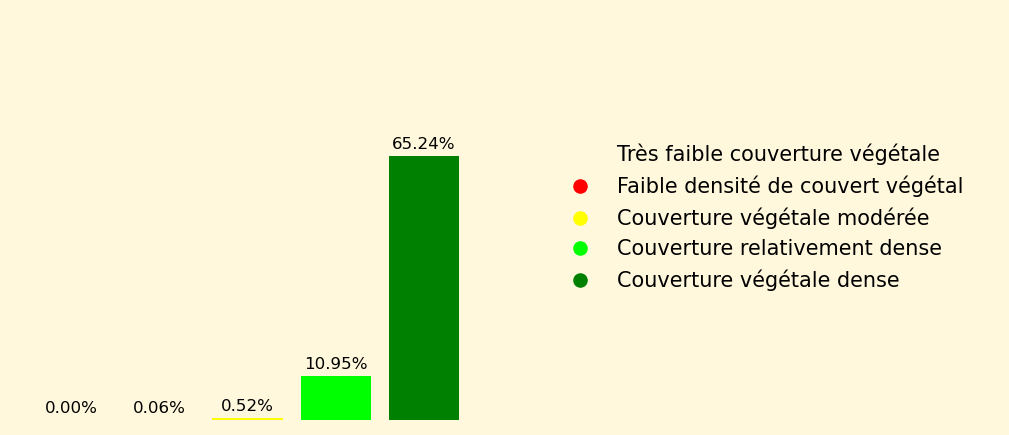 65.24%
10.95%
0.00%
0.06%
0.52%
Très faible couverture végétale
Faible densité de couvert végétal
Couverture végétale modérée
Couverture relativement dense
Couverture végétale dense